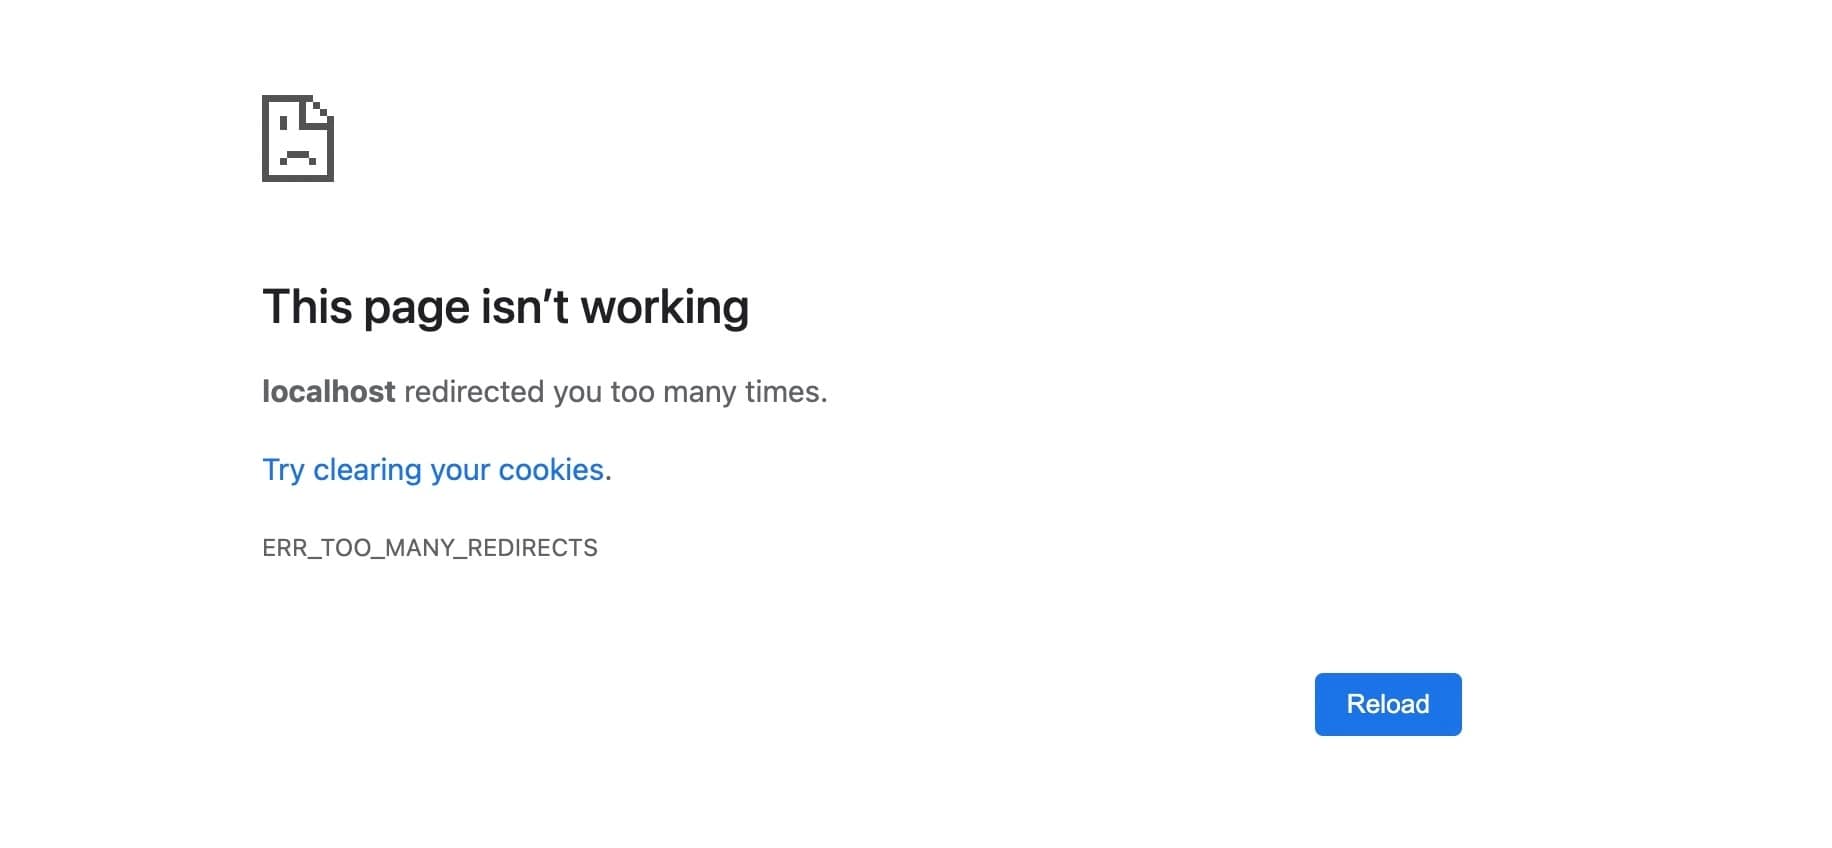 This page isn’t working
localhost redirected you too many times.
Try clearing your cookies.
ERR_TOO_MANY_REDIRECTS
Reload